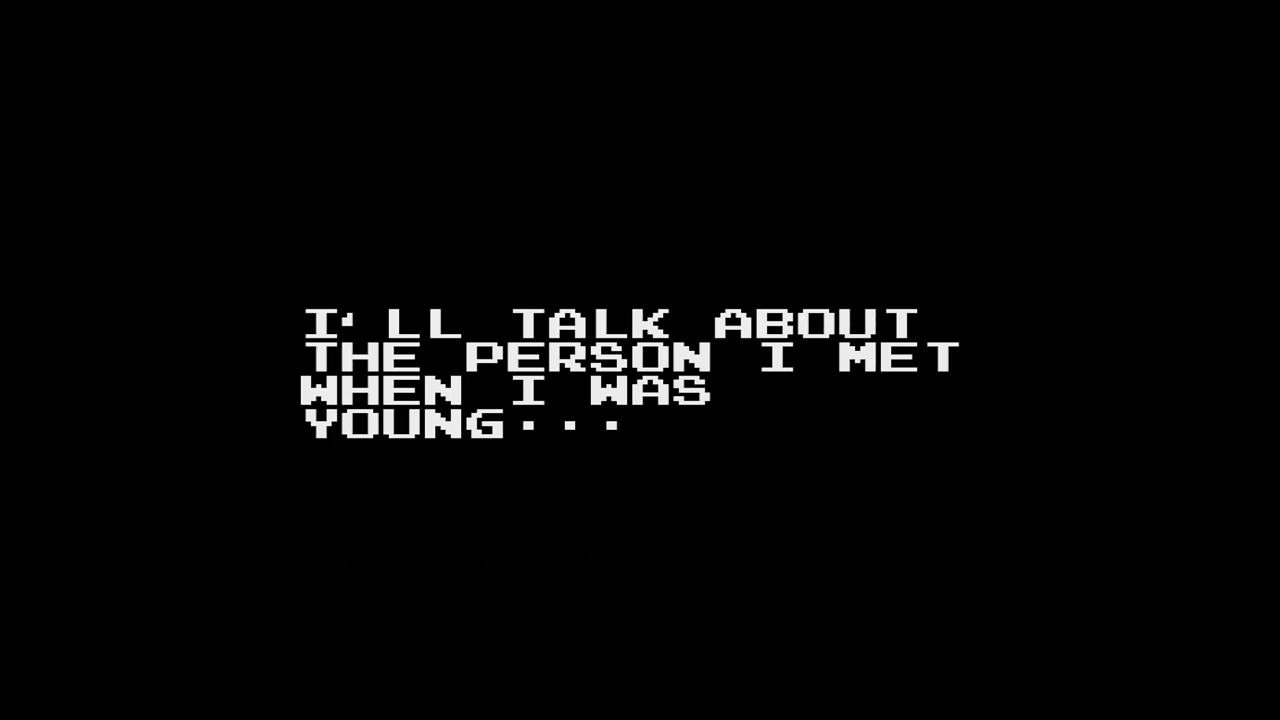 I'LL TALK ABOUT
THE PERSON I MET
WHEN I WAS
YOUNG···